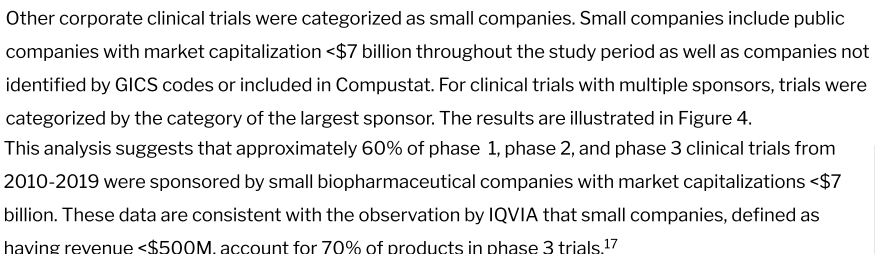 Other corporate clinical trials were categorized as small companies. Small companies include public
companies with market capitalization <$7 billion throughout the study period as well as companies not
identified by GICS codes or included in Compustat. For clinical trials with multiple sponsors, trials were
categorized by the category of the largest sponsor. The results are illustrated in Figure 4.
This analysis suggests that approximately 60% of phase 1, phase 2, and phase 3 clinical trials from
2010-2019 were sponsored by small biopharmaceutical companies with market capitalizations <$7
billion. These data are consistent with the observation by IQVIA that small companies, defined as
having revenue <$500M, account for 70% of products in phase 3 trials.17